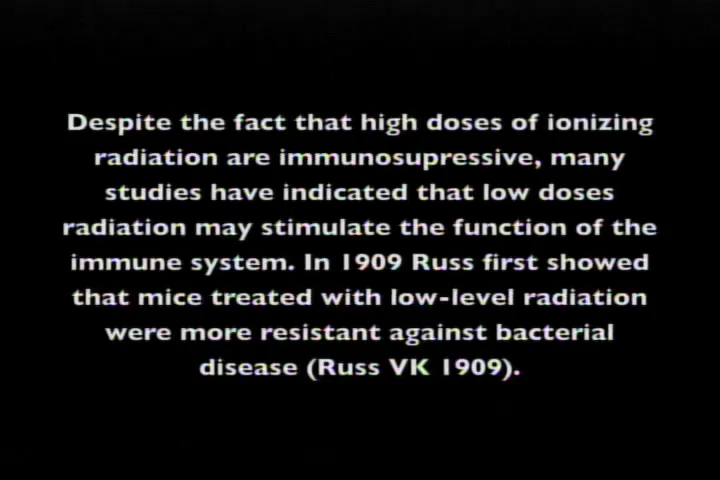 Despite the fact that high doses of ionizing
radiation are immunosupressive, many
studies have indicated that low doses
radiation may stimulate the function of the
immune system. In 1909 Russ first showed
that mice treated with low-level radiation
were more resistant against bacterial
disease (Russ VK 1909).